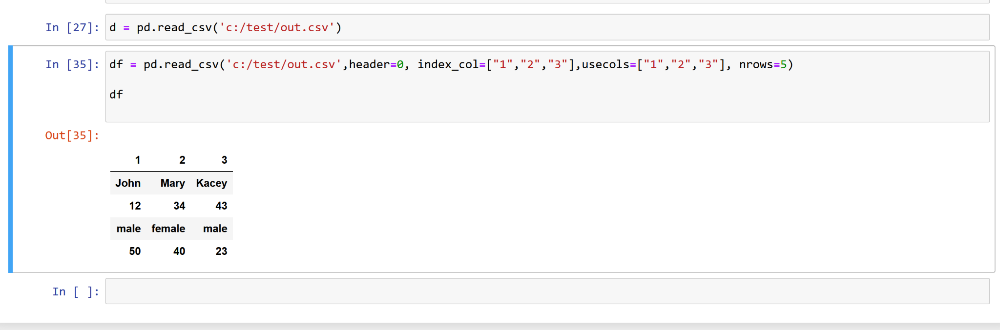 In [27]: d = pd.read_csv('c:/test/out.csv')
In [35]: df = pd.read_csv('c:/test/out.csv',header=0, index_col=["1","2","3"],usecols=["1","2","3"], nrows=5)
df
Out[35]:
1 2 3
John Mary Kacey
12 34 43
male female male
50 40 23
In [ ]: